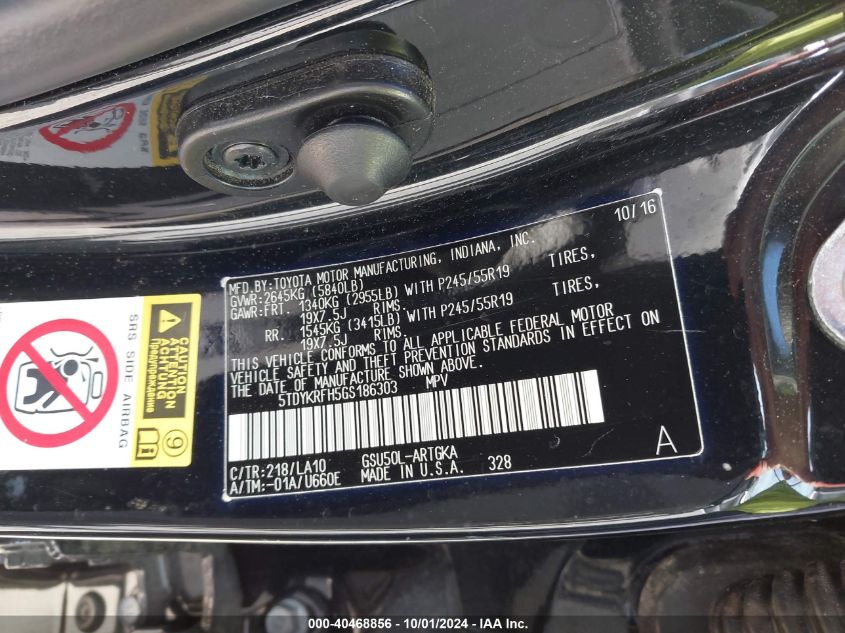 10/16
MFD.BY:TOYOTA MOTOR MANUFACTURING, INDIANA, INC.
GVWR:2645KG (5840LB)
GAWR:FRT. 1340KG (2955LB) WITH P245/55R19 TIRES,
19X7.5J RIMS.
RR. 1545KG (3415LB) WITH P245/55R19 TIRES,
19X7.5J RIMS.
THIS VEHICLE CONFORMS TO ALL APPLICABLE FEDERAL MOTOR
VEHICLE SAFETY AND THEFT PREVENTION STANDARDS IN EFFECT ON
THE DATE OF MANUFACTURE SHOWN ABOVE.
5TDYKRFH5GS186303 MPV
C/TR:218/LA10 GSU50L-ARTGKA
A/TM:-01A/U660E MADE IN U.S.A. 328
A
SRS SIDE AIRBAG
CAUTION
ATTENTION
ACHTUNG
Предупреждение
9
000-40468856 - 10/01/2024 - IAA Inc.